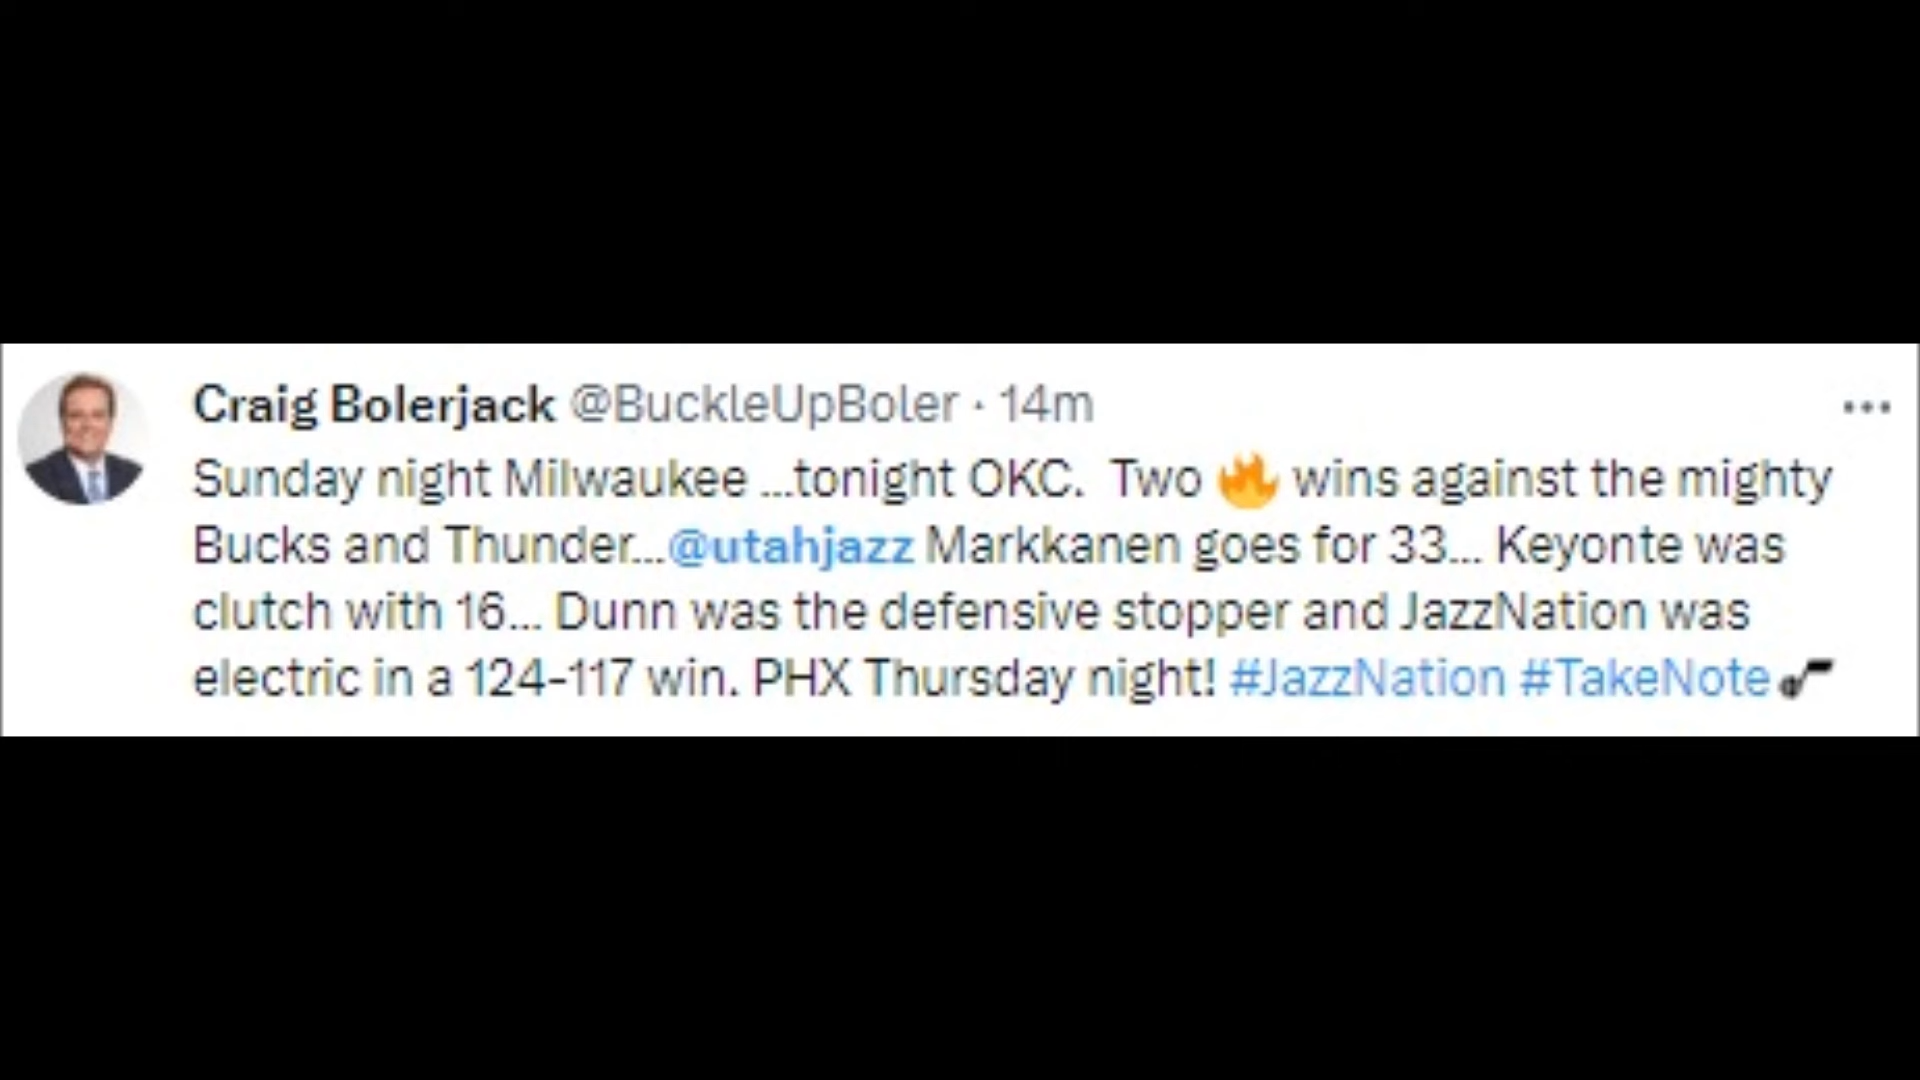 Craig Bolerjack @BuckleUpBoler · 14m
Sunday night Milwaukee ...tonight OKC.  Two 🔥 wins against the mighty
Bucks and Thunder...@utahjazz Markkanen goes for 33... Keyonte was
clutch with 16... Dunn was the defensive stopper and JazzNation was
electric in a 124-117 win. PHX Thursday night! #JazzNation #TakeNote